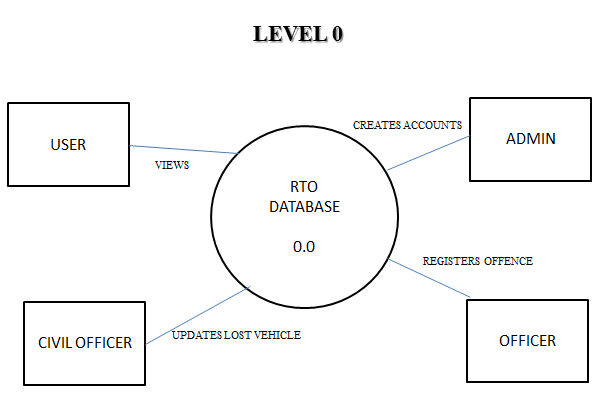 LEVEL 0
USER
VIEWS
CREATES ACCOUNTS
ADMIN
RTO
DATABASE
0.0
REGISTERS OFFENCE
CIVIL OFFICER
UPDATES LOST VEHICLE
OFFICER